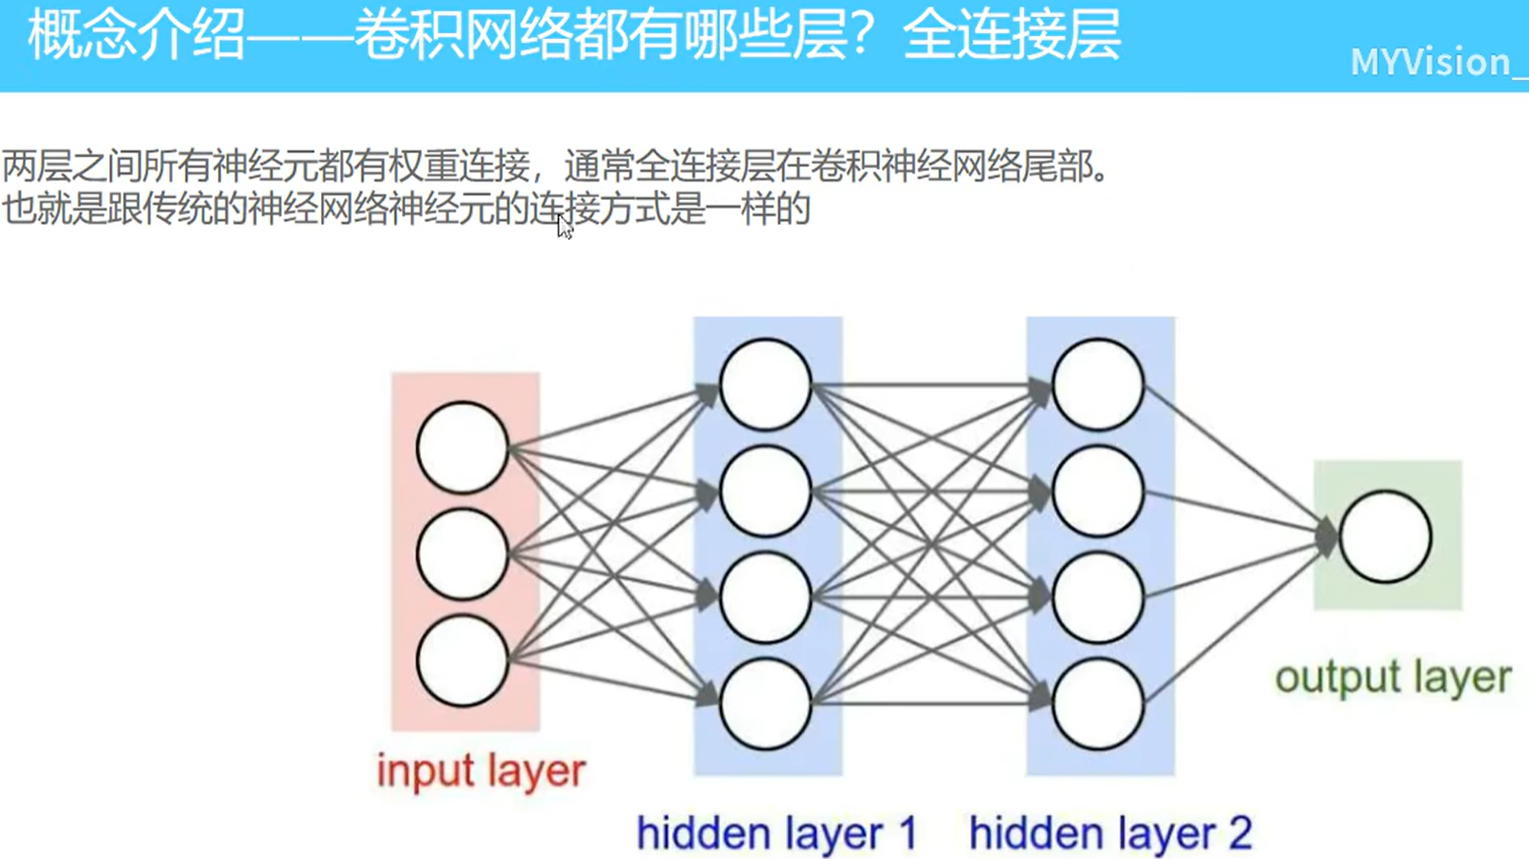 概念介绍——卷积网络都有哪些层？全连接层
MYVision_
两层之间所有神经元都有权重连接，通常全连接层在卷积神经网络尾部。
也就是跟传统的神经网络神经元的连接方式是一样的
output layer
input layer
hidden layer 1
hidden layer 2